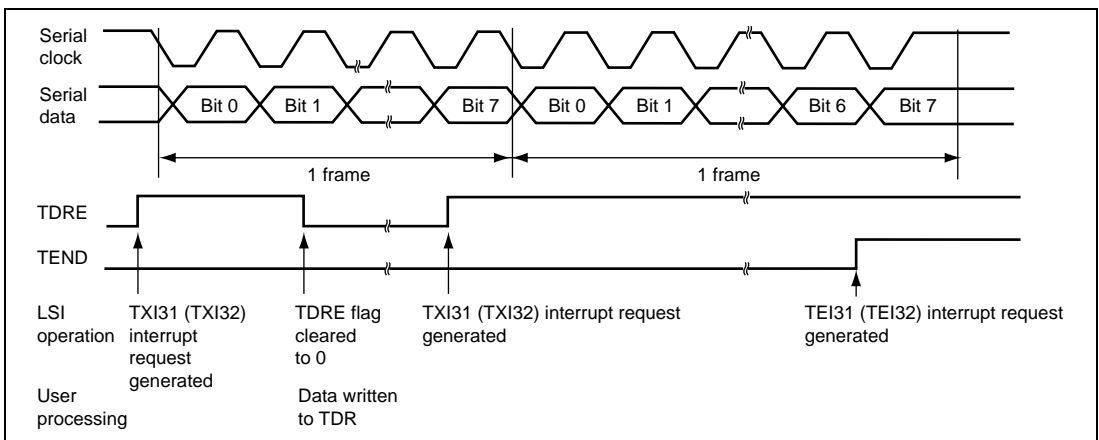 Serial
clock
Serial
data
Bit 0 Bit 1 Bit 7 Bit 0 Bit 1 Bit 6 Bit 7
1 frame 1 frame
TDRE
TEND
LSI
operation
TXI31 (TXI32)
interrupt
request
generated
TDRE flag
cleared
to 0
TXI31 (TXI32) interrupt request
generated
TEI31 (TEI32) interrupt request
generated
User
processing
Data written
to TDR